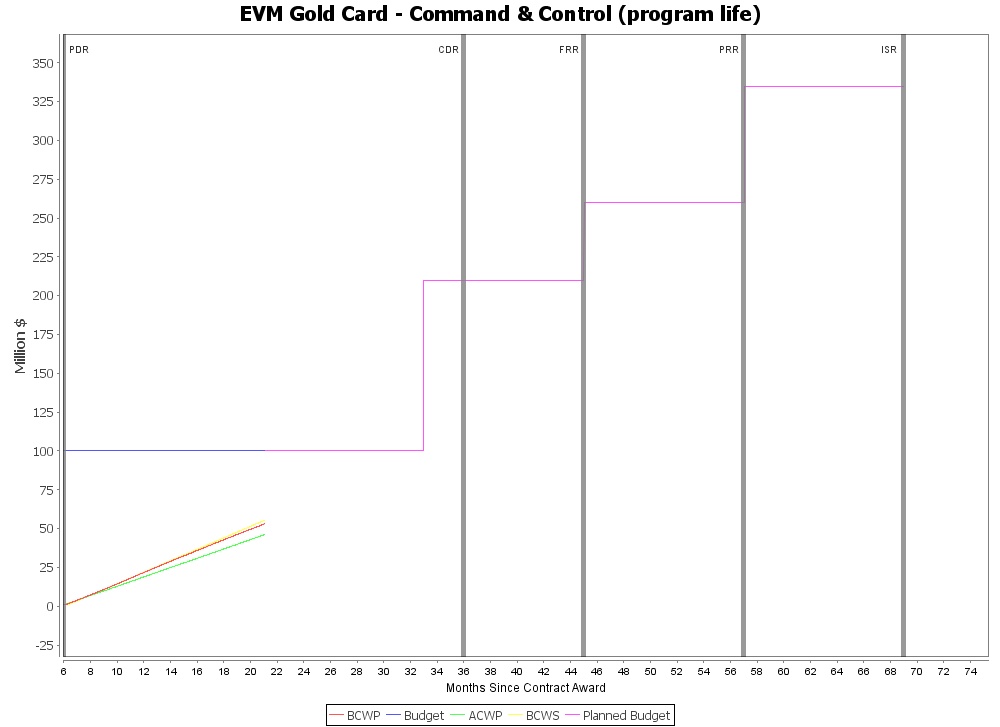 EVM Gold Card - Command & Control (program life)
PDR CDR FRR PRR ISR
350
325
300
275
250
225
200
175
150
125
100
75
50
25
0
-25
Million $
6 8 10 12 14 16 18 20 22 24 26 28 30 32 34 36 38 40 42 44 46 48 50 52 54 56 58 60 62 64 66 68 70 72 74
Months Since Contract Award
BCWP Budget ACWP BCWS Planned Budget